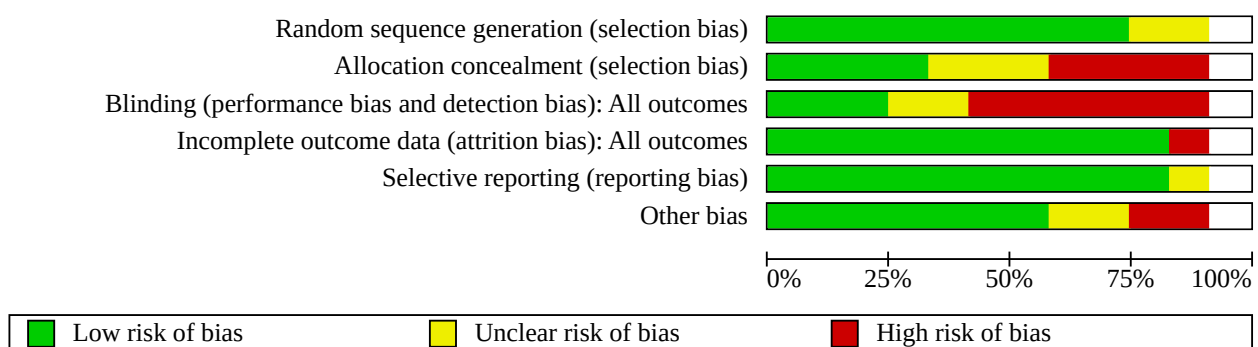 Random sequence generation (selection bias)
Allocation concealment (selection bias)
Blinding (performance bias and detection bias): All outcomes
Incomplete outcome data (attrition bias): All outcomes
Selective reporting (reporting bias)
Other bias
0% 25% 50% 75% 100%
Low risk of bias Unclear risk of bias High risk of bias